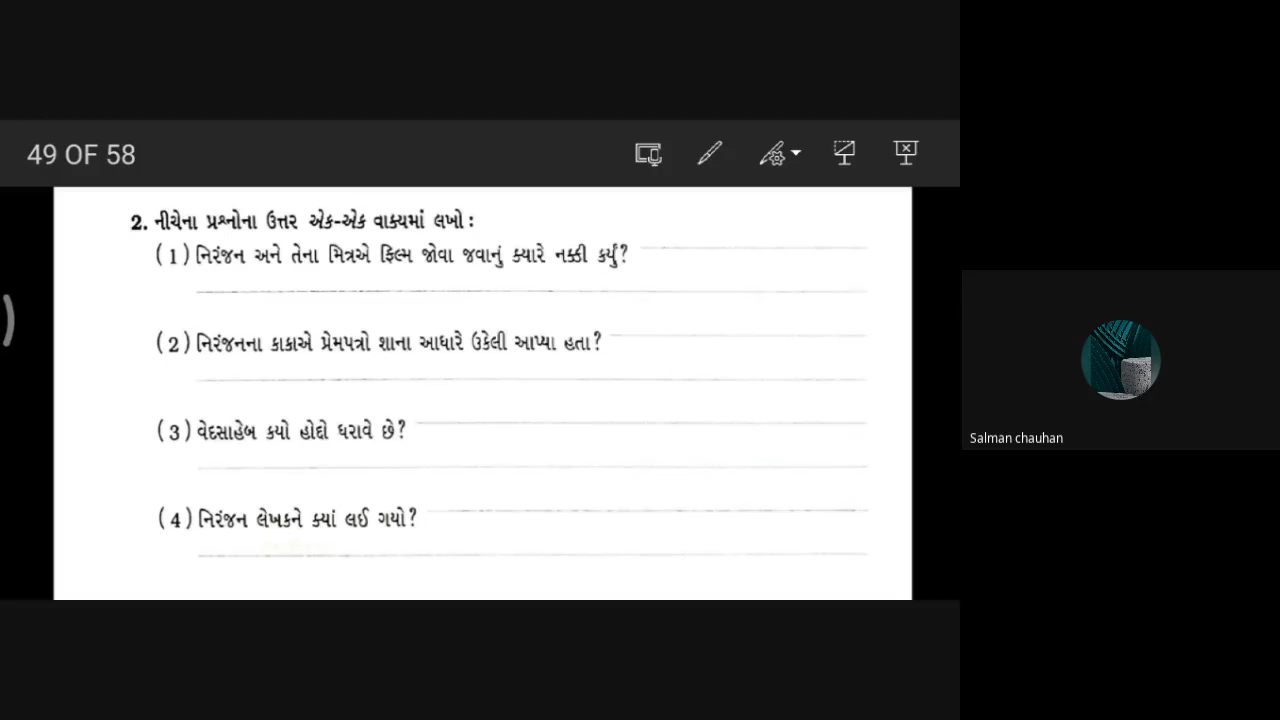 49 OF 58
2. નીચેના પ્રશ્નોના ઉત્તર એક-એક વાક્યમાં લખો :
(1) નિરંજન અને તેના મિત્રએ ફિલ્મ જોવા જવાનું ક્યારે નક્કી કર્યું?
(2) નિરંજનના કાકાએ પ્રેમપત્રો શાના આધારે ઉકેલી આપ્યા હતા?
(3) વેદસાહેબ કયો હોદ્દો ધરાવે છે?
(4) નિરંજન લેખકને ક્યાં લઈ ગયો?
Salman chauhan